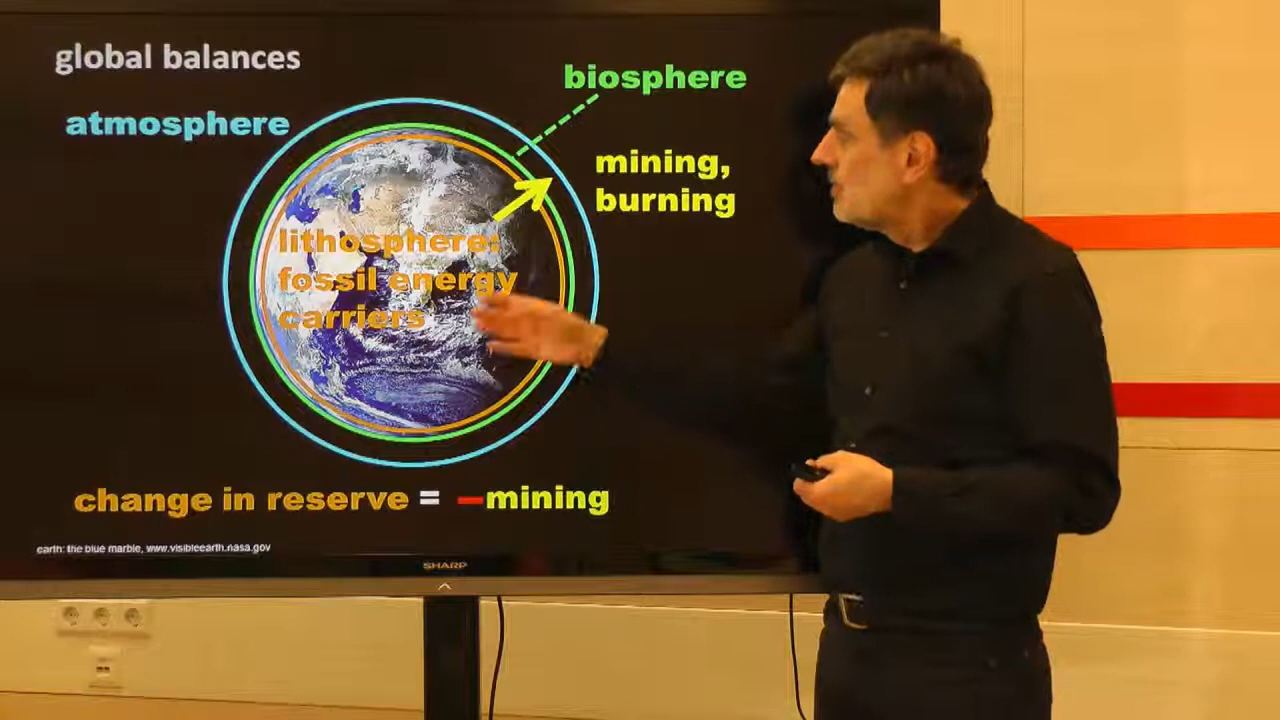 global balances
atmosphere
biosphere
mining,
burning
lithosphere:
fossil energy
carriers
change in reserve = –mining
earth: the blue marble, www.visibleearth.nasa.gov
SHARP